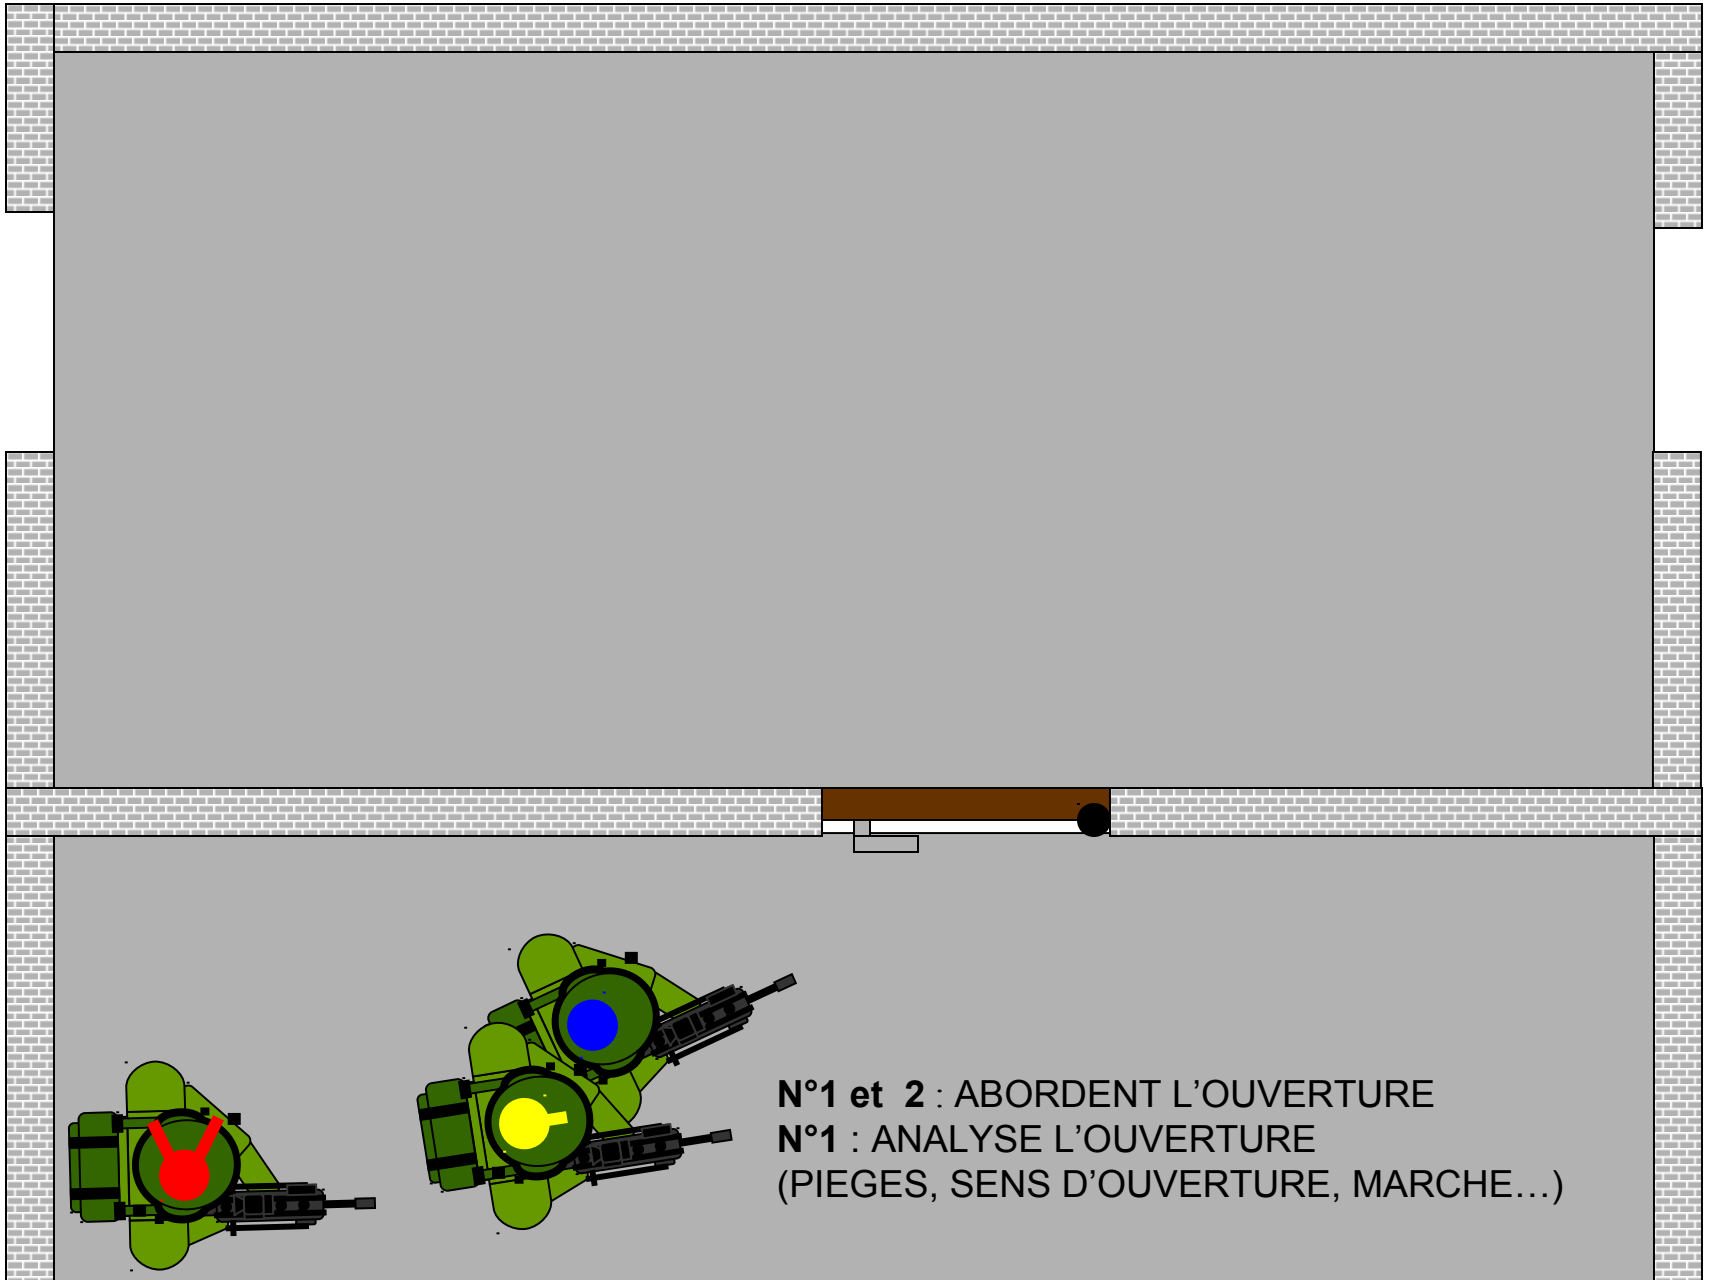 N°1 et 2 : ABORDENT L’OUVERTURE
N°1 : ANALYSE L’OUVERTURE
(PIEGES, SENS D’OUVERTURE, MARCHE…)